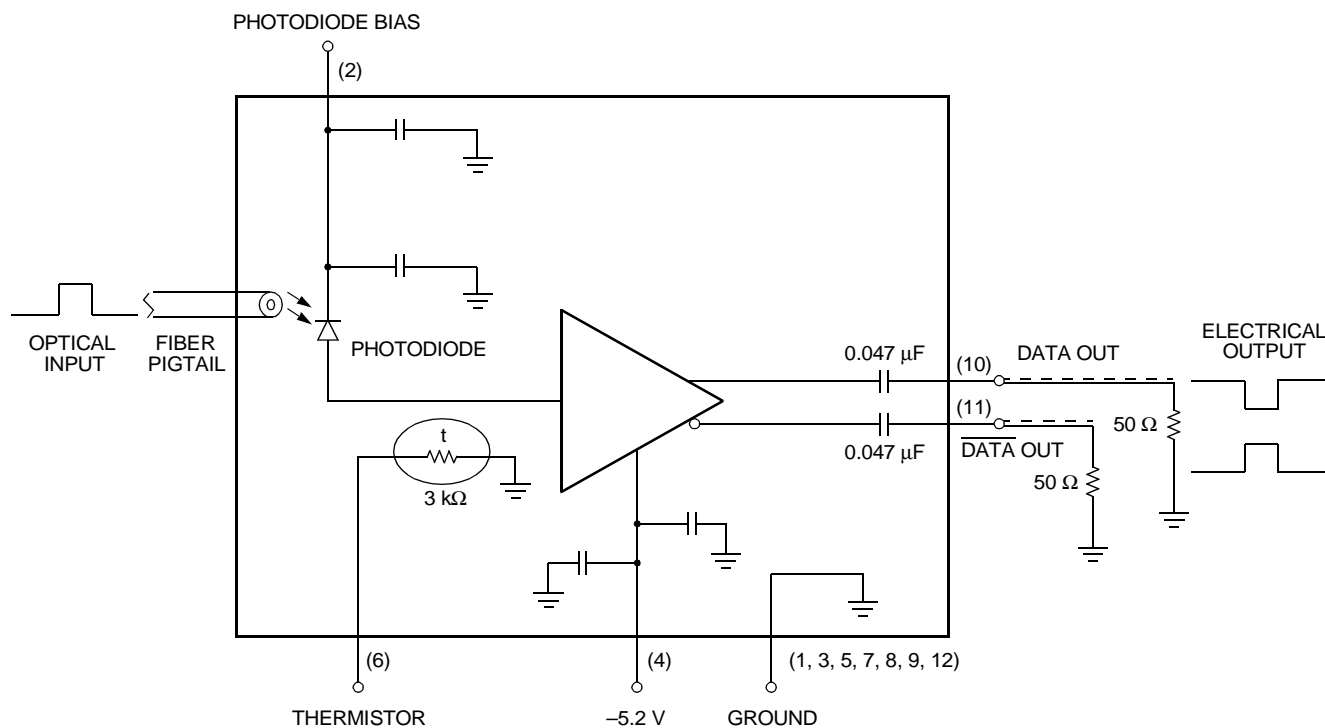 PHOTODIODE BIAS
(2)
OPTICAL
INPUT
FIBER
PIGTAIL
PHOTODIODE
0.047 μF
(10)
DATA OUT
ELECTRICAL
OUTPUT
(11)
0.047 μF
DATA OUT
50 Ω
50 Ω
t
3 kΩ
(6)
(4)
(1, 3, 5, 7, 8, 9, 12)
THERMISTOR
–5.2 V
GROUND